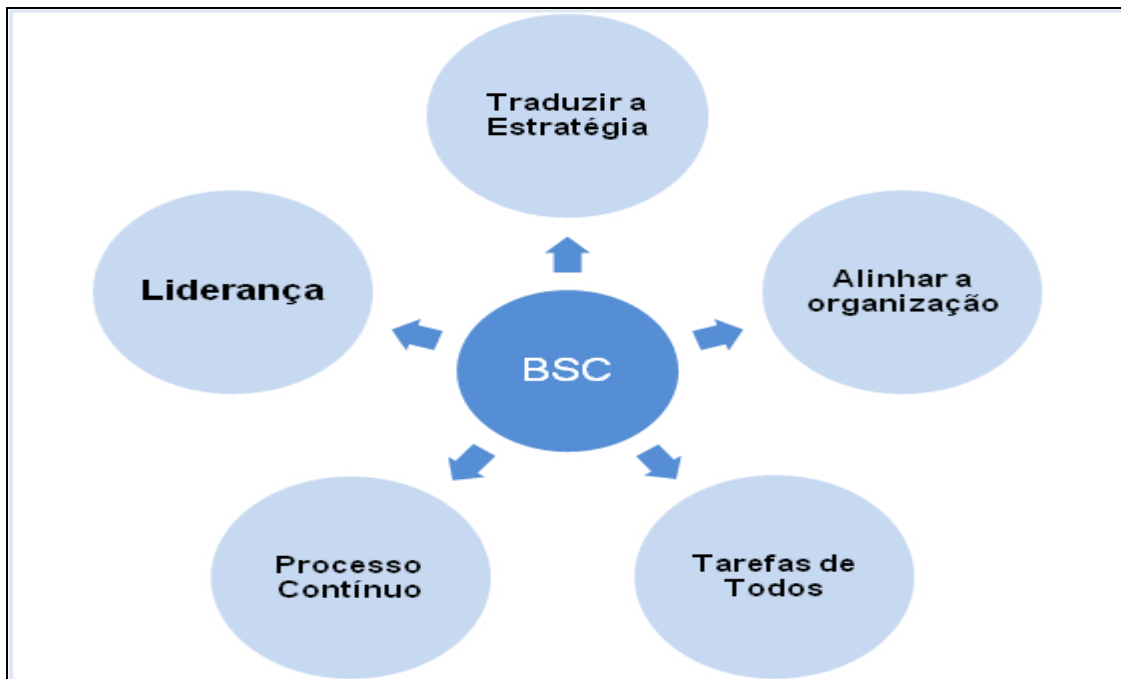 Traduzir a
Estratégia
Liderança
Alinhar a
organização
BSC
Processo
Contínuo
Tarefas de
Todos